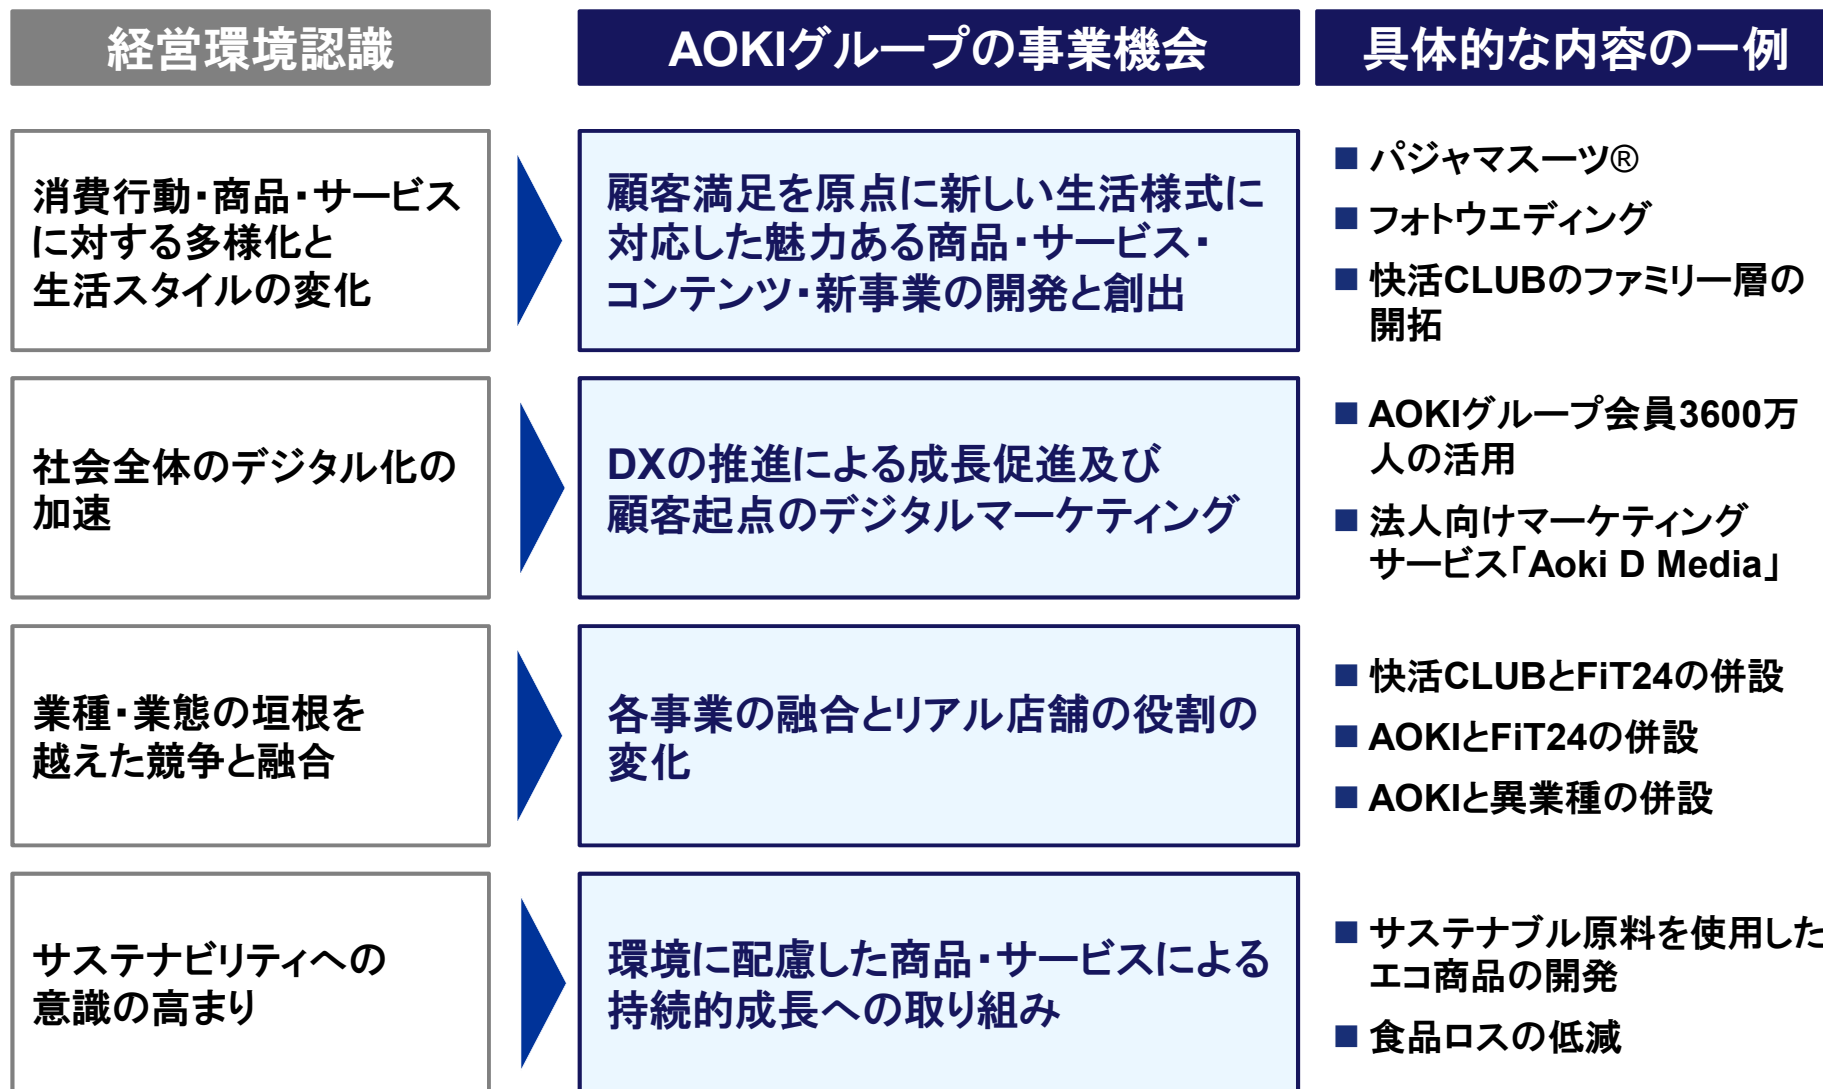 経営環境認識
AOKIグループの事業機会
具体的な内容の一例
消費行動・商品・サービス
に対する多様化と
生活スタイルの変化
顧客満足を原点に新しい生活様式に
対応した魅力ある商品・サービス・
コンテンツ・新事業の開発と創出
■ パジャマスーツ®
■ フォトウエディング
■ 快活CLUBのファミリー層の
開拓
社会全体のデジタル化の
加速
DXの推進による成長促進及び
顧客起点のデジタルマーケティング
■ AOKIグループ会員3600万
人の活用
■ 法人向けマーケティング
サービス「Aoki D Media」
業種・業態の垣根を
越えた競争と融合
各事業の融合とリアル店舗の役割の
変化
■ 快活CLUBとFiT24の併設
■ AOKIとFiT24の併設
■ AOKIと異業種の併設
サステナビリティへの
意識の高まり
環境に配慮した商品・サービスによる
持続的成長への取り組み
■ サステナブル原料を使用した
エコ商品の開発
■ 食品ロスの低減